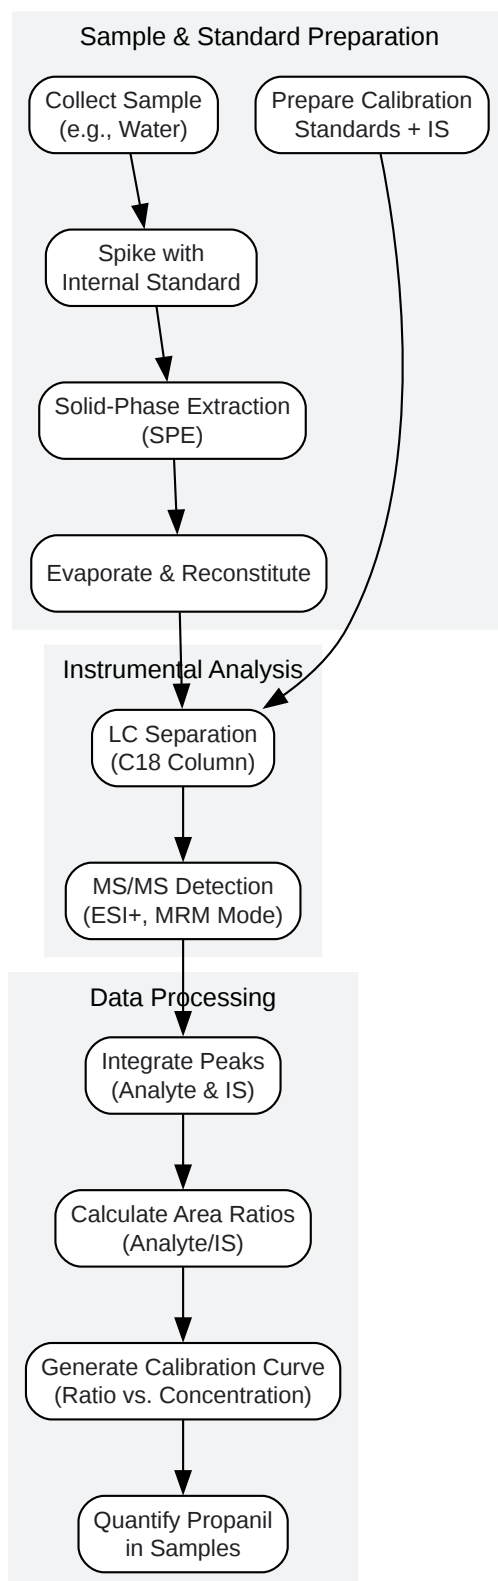 Sample & Standard Preparation
Collect Sample
(e.g., Water)
Prepare Calibration
Standards + IS
Spike with
Internal Standard
Solid-Phase Extraction
(SPE)
Evaporate & Reconstitute
Instrumental Analysis
LC Separation
(C18 Column)
MS/MS Detection
(ESI+, MRM Mode)
Data Processing
Integrate Peaks
(Analyte & IS)
Calculate Area Ratios
(Analyte/IS)
Generate Calibration Curve
(Ratio vs. Concentration)
Quantify Propanil
in Samples